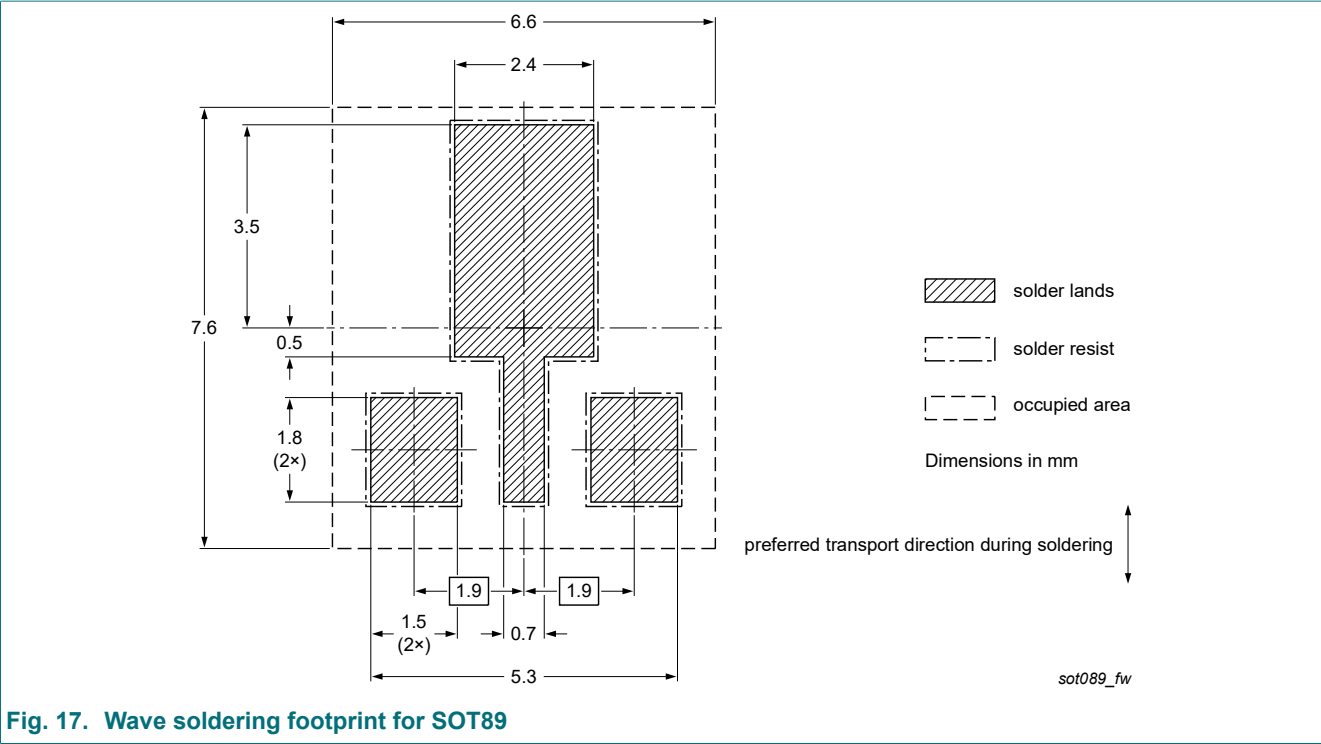 6.6
2.4
3.5
7.6
0.5
1.8
(2×)
solder lands
solder resist
occupied area
Dimensions in mm
preferred transport direction during soldering
1.9
1.9
1.5
(2×)
0.7
5.3
sot089_fw
Fig. 17. Wave soldering footprint for SOT89